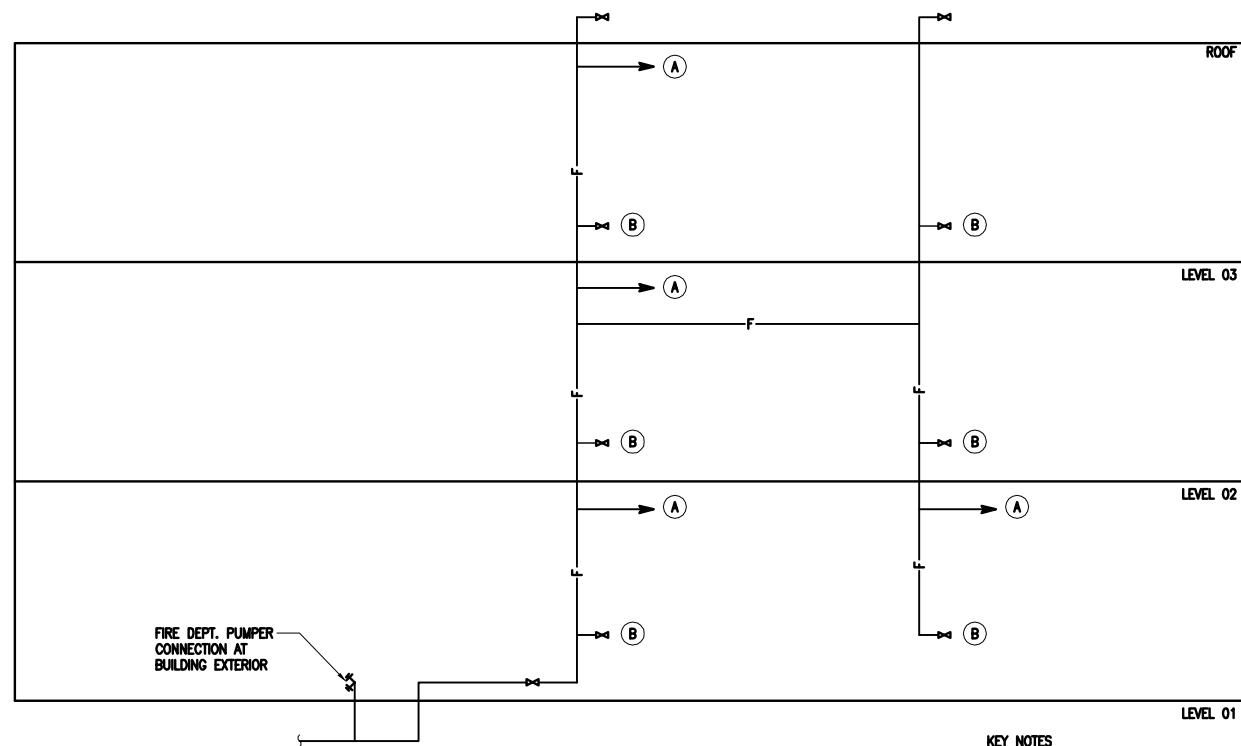 ROOF
A
F
B
B
LEVEL 03
A
F
F
F
B
B
LEVEL 02
A
A
F
F
FIRE DEPT. PUMPER
CONNECTION AT
BUILDING EXTERIOR
B
B
LEVEL 01
KEY NOTES